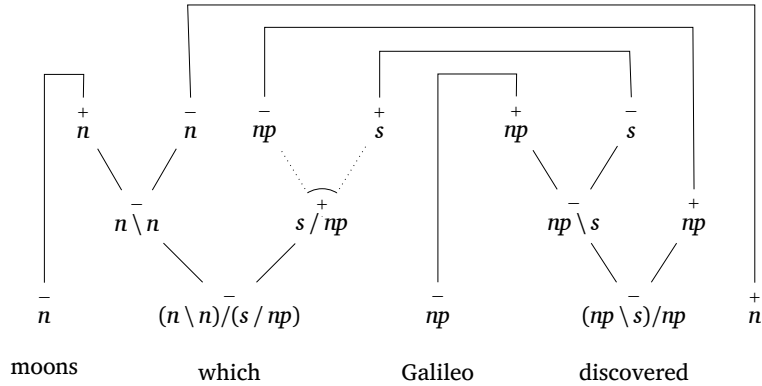 + − − + + −
n n np s np s
− + − +
n \ n s / np np \ s np
− − − − +
n (n \ n)/(s / np) np (np \ s)/np n
moons which Galileo discovered